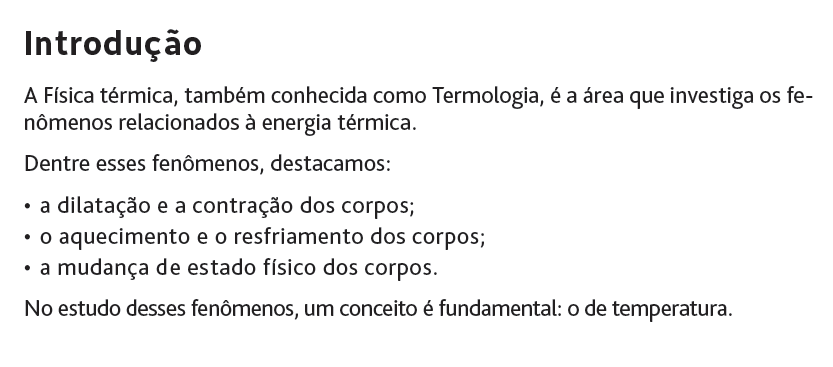 Introdução
A Física térmica, também conhecida como Termologia, é a área que investiga os fe-
nômenos relacionados à energia térmica.
Dentre esses fenômenos, destacamos:
• a dilatação e a contração dos corpos;
• o aquecimento e o resfriamento dos corpos;
• a mudança de estado físico dos corpos.
No estudo desses fenômenos, um conceito é fundamental: o de temperatura.